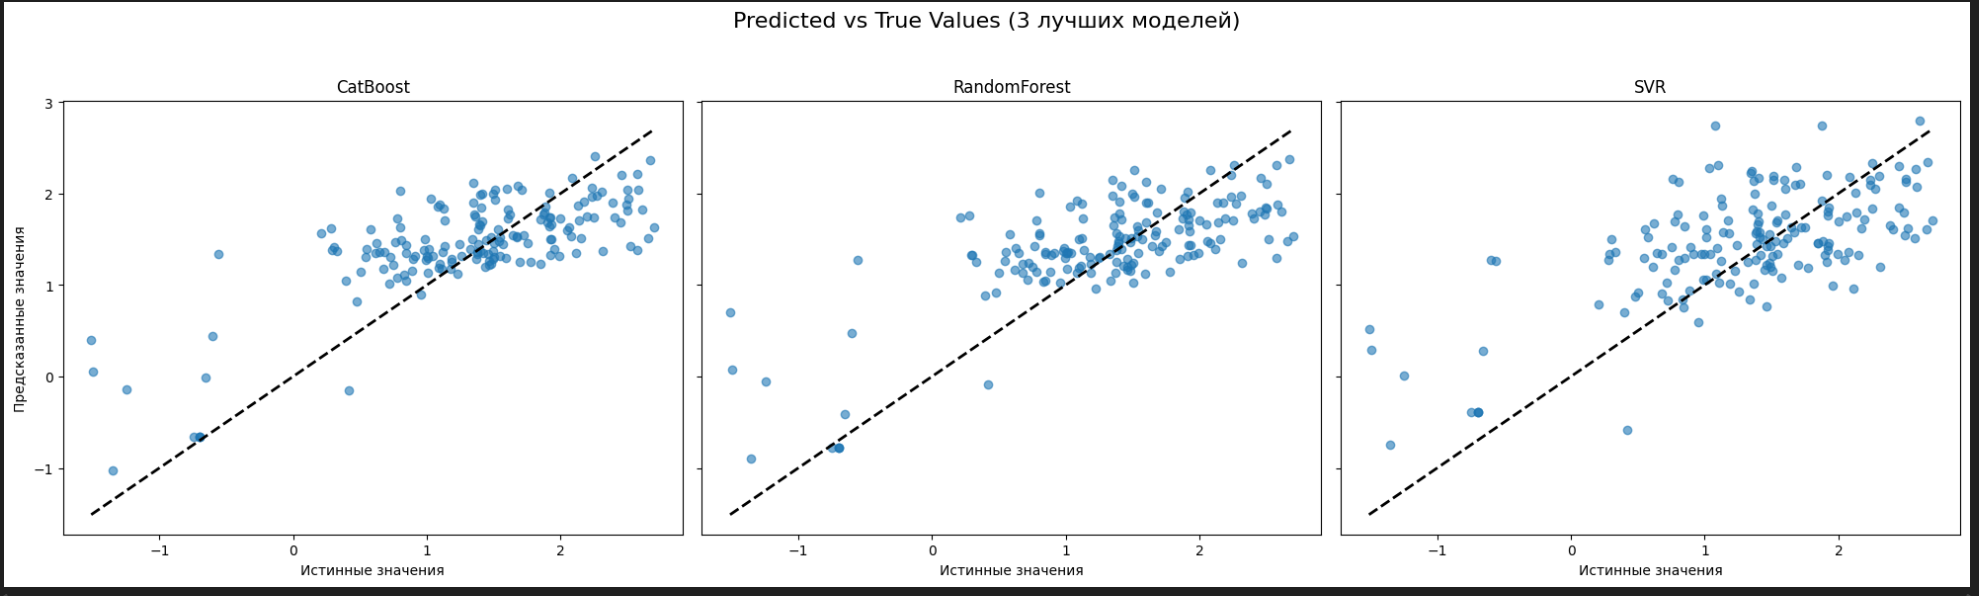 Predicted vs True Values (3 лучших моделей)
CatBoost
RandomForest
SVR
Предсказанные значения
3
2
1
0
−1
−1 0 1 2
−1 0 1 2
−1 0 1 2
Истинные значения
Истинные значения
Истинные значения